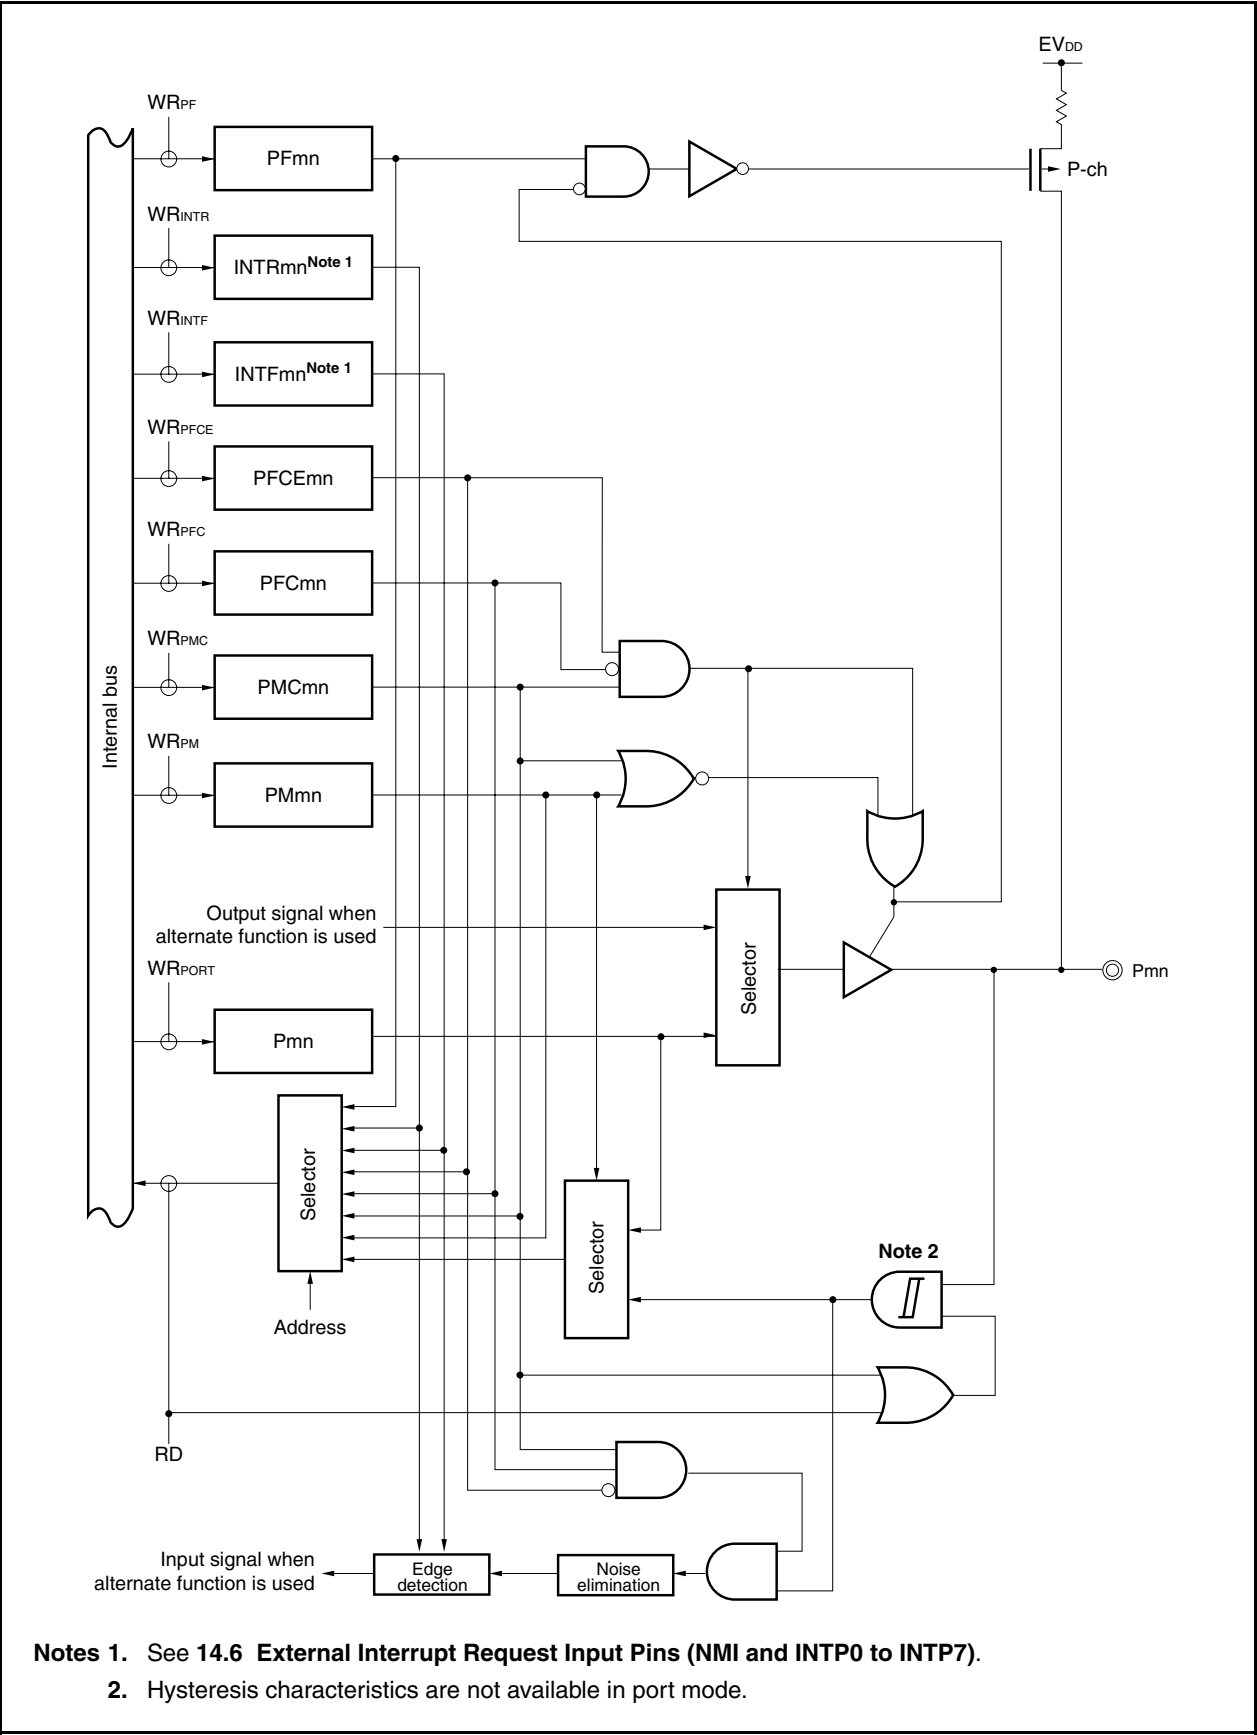 EVDD
WRPF
PFmn
P-ch
WRINTR
INTRmnNote 1
WRINTF
INTFmnNote 1
WRPFCE
PFCEmn
WRPFC
PFCmn
WRPMC
PMCmn
Internal bus
WRPM
PMmn
Output signal when
alternate function is used
Selector
WRPORT
Pmn
Pmn
Selector
Selector
Note 2
Address
RD
Input signal when
alternate function is used
Edge
detection
Noise
elimination
Notes 1. See 14.6 External Interrupt Request Input Pins (NMI and INTP0 to INTP7).
2. Hysteresis characteristics are not available in port mode.